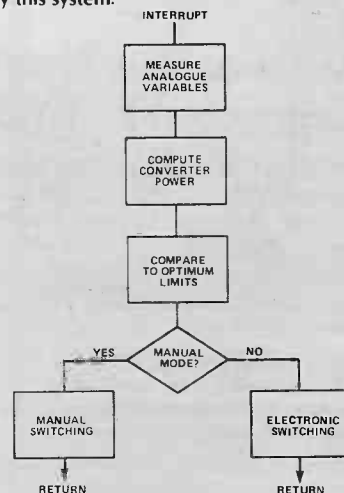 y this system.
INTERRUPT
MEASURE
ANALOGUE
VARIABLES
COMPUTE
CONVERTER
POWER
COMPARE
TO OPTIMUM
LIMITS
YES
MANUAL
MODE?
NO
MANUAL
SWITCHING
ELECTRONIC
SWITCHING
RETURN
RETURN